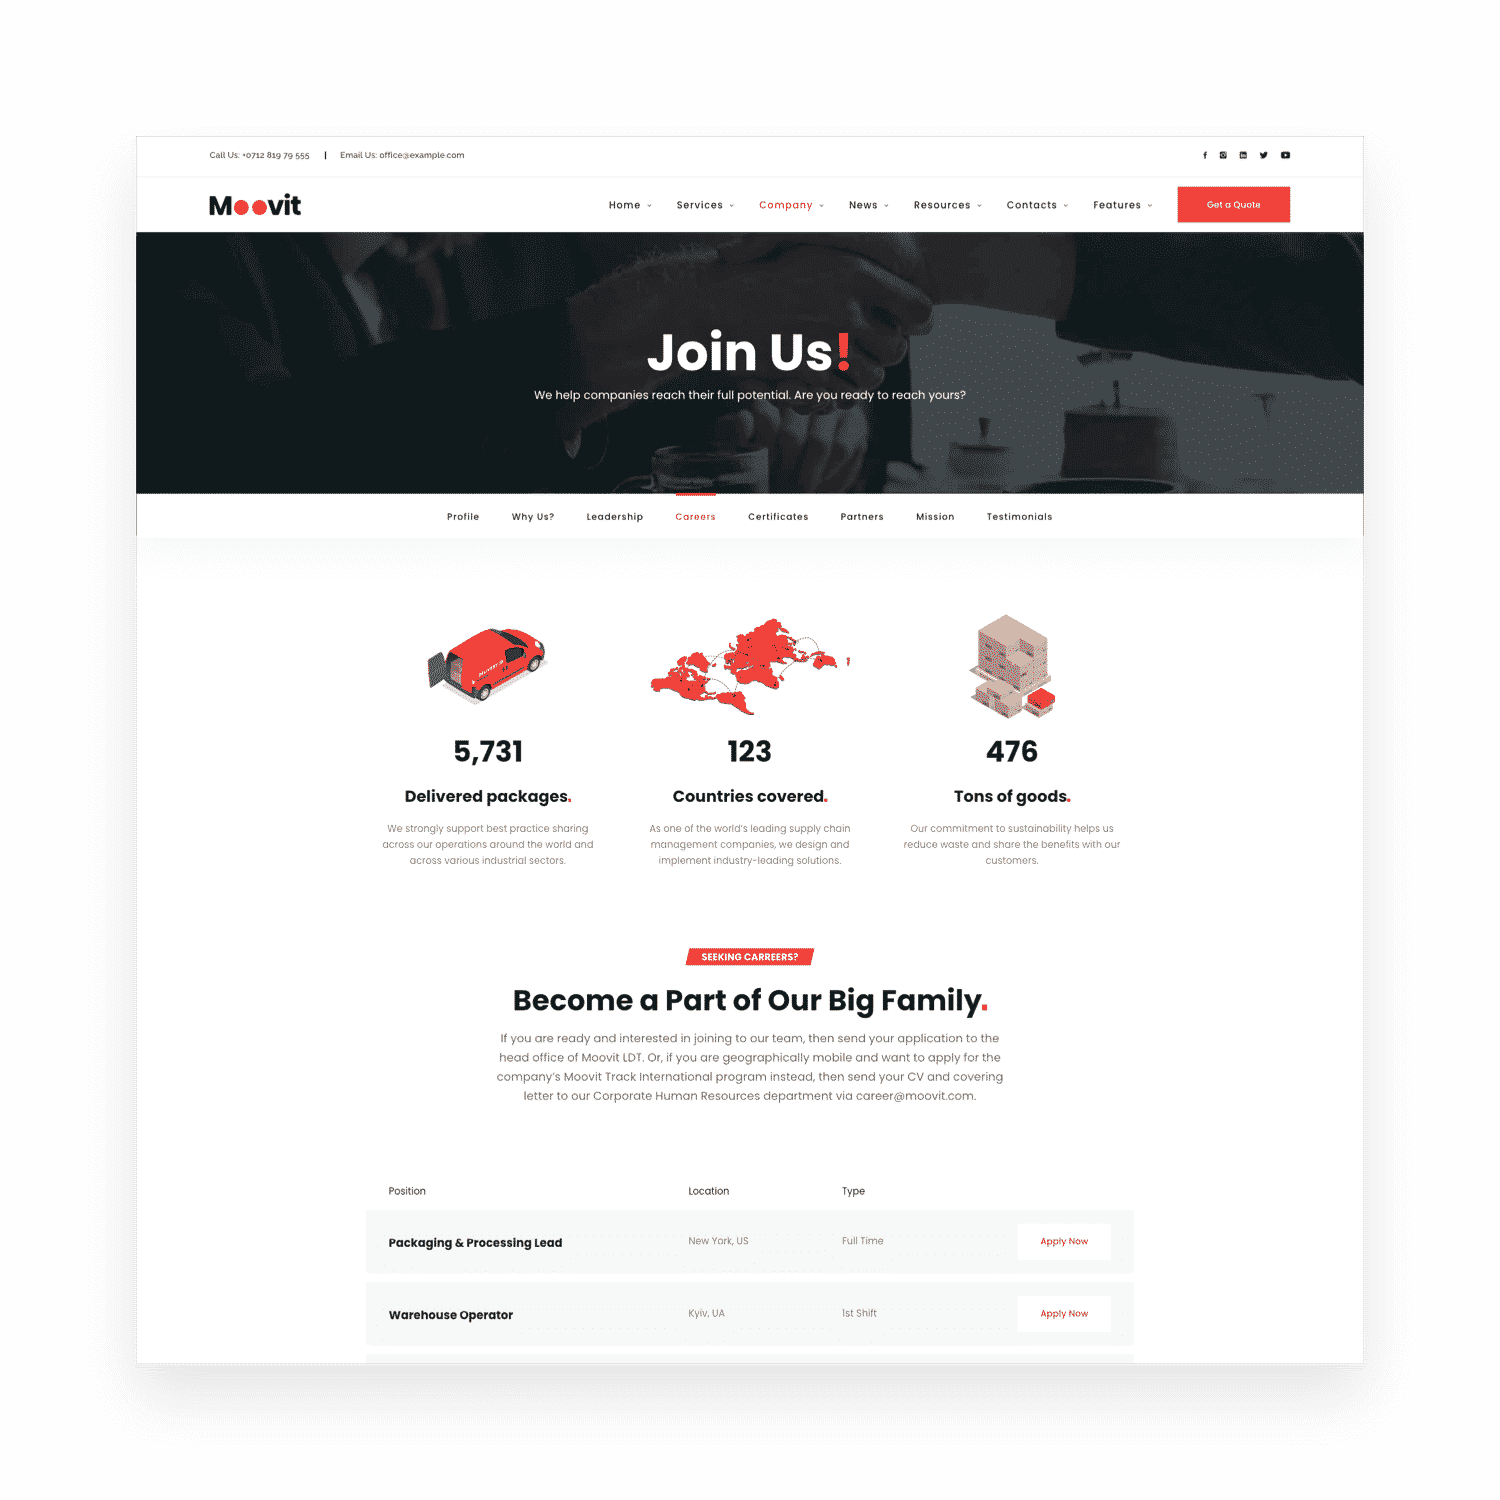 Call Us: +0712 819 79 555 | Email Us: office@example.com
Moovit
Home Services Company News Resources Contacts Features Get a Quote
Join Us!
We help companies reach their full potential. Are you ready to reach yours?
Profile Why Us? Leadership Careers Certificates Partners Mission Testimonials
5,731 123 476
Delivered packages. Countries covered. Tons of goods.
We strongly support best practice sharing As one of the world's leading supply chain Our commitment to sustainability helps us
across our operations around the world and management companies, we design and reduce waste and share the benefits with our
across various industrial sectors. implement industry-leading solutions. customers.
SEEKING CARREERS?
Become a Part of Our Big Family.
If you are ready and interested in joining to our team, then send your application to the
head office of Moovit LDT. Or, if you are geographically mobile and want to apply for the
company's Moovit Track International program instead, then send your CV and covering
letter to our Corporate Human Resources department via career@moovit.com.
Position Location Type
Packaging & Processing Lead New York, US Full Time Apply Now
Warehouse Operator Kyiv, UA 1st Shift Apply Now